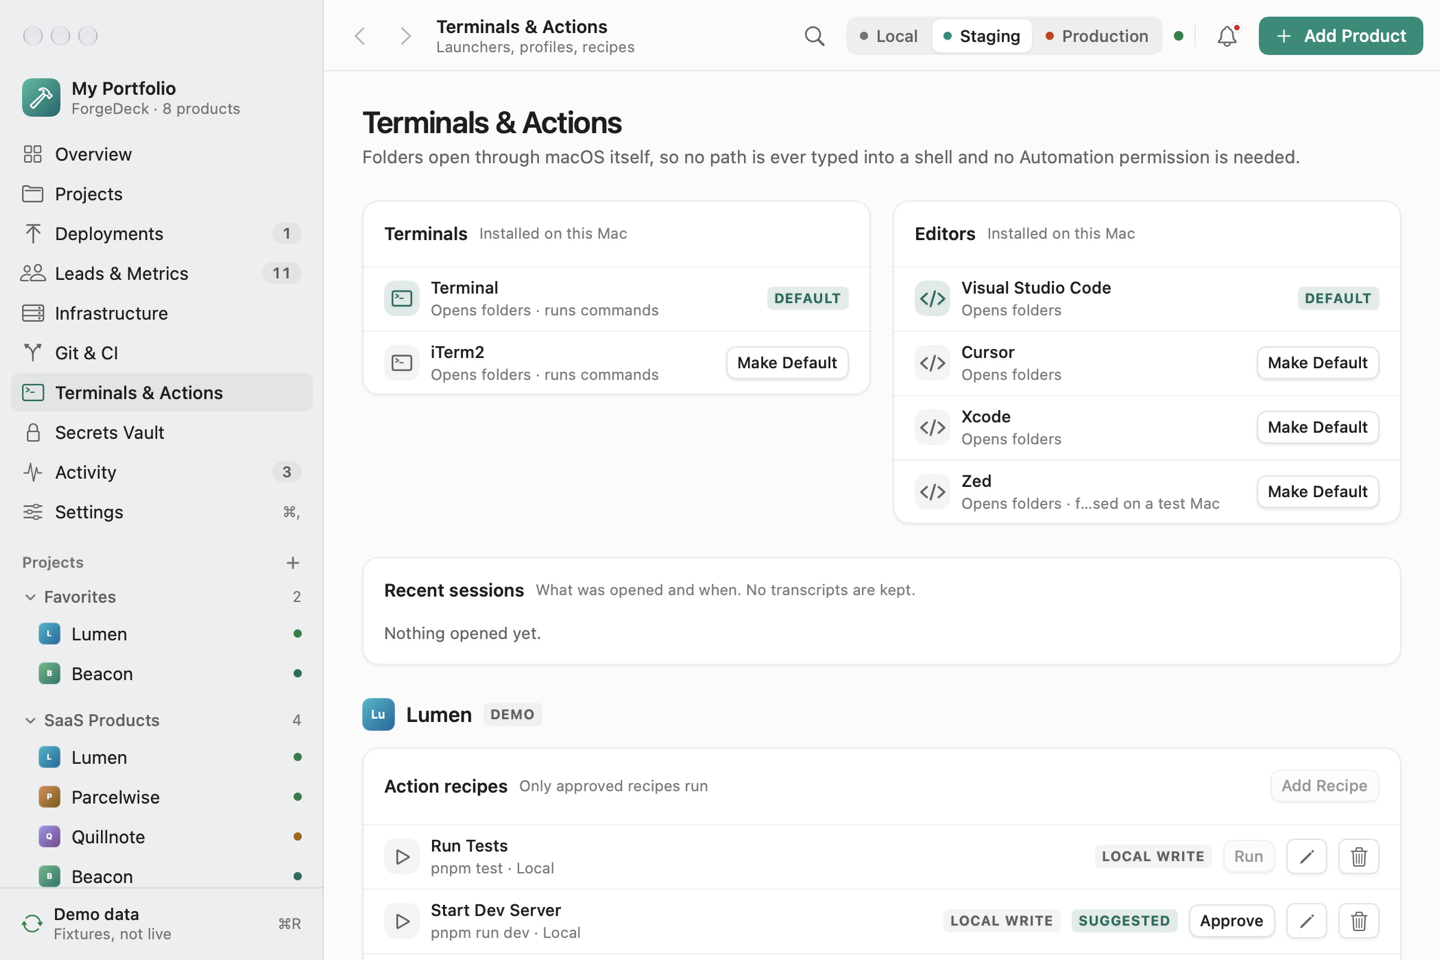 My Portfolio
ForgeDeck · 8 products
Overview
Projects
Deployments 1
Leads & Metrics 11
Infrastructure
Git & CI
Terminals & Actions
Secrets Vault
Activity 3
Settings ⌘,
Projects +
Favorites 2
L Lumen
B Beacon
SaaS Products 4
L Lumen
P Parcelwise
Q Quillnote
B Beacon
Demo data ⌘R
Fixtures, not live
Terminals & Actions
Launchers, profiles, recipes
Local Staging Production
+ Add Product
Terminals & Actions
Folders open through macOS itself, so no path is ever typed into a shell and no Automation permission is needed.
Terminals Installed on this Mac
Terminal
Opens folders · runs commands
DEFAULT
iTerm2
Opens folders · runs commands
Make Default
Editors Installed on this Mac
Visual Studio Code
Opens folders
DEFAULT
Cursor
Opens folders
Make Default
Xcode
Opens folders
Make Default
Zed
Opens folders · f...sed on a test Mac
Make Default
Recent sessions What was opened and when. No transcripts are kept.
Nothing opened yet.
Lu Lumen DEMO
Action recipes Only approved recipes run Add Recipe
Run Tests
pnpm test · Local
LOCAL WRITE Run
Start Dev Server
pnpm run dev · Local
LOCAL WRITE SUGGESTED Approve